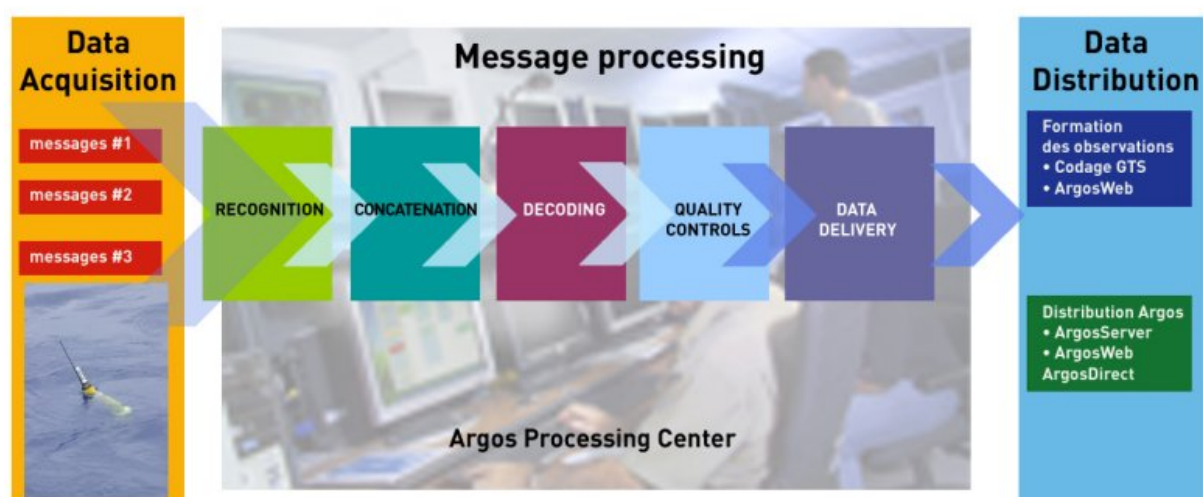 Data
Acquisition
messages #1
messages #2
messages #3
Message processing
RECOGNITION
CONCATENATION
DECODING
QUALITY
CONTROLS
DATA
DELIVERY
Argos Processing Center
Data
Distribution
Formation
des observations
• Codage GTS
• ArgosWeb
Distribution Argos
• ArgosServer
• ArgosWeb
ArgosDirect